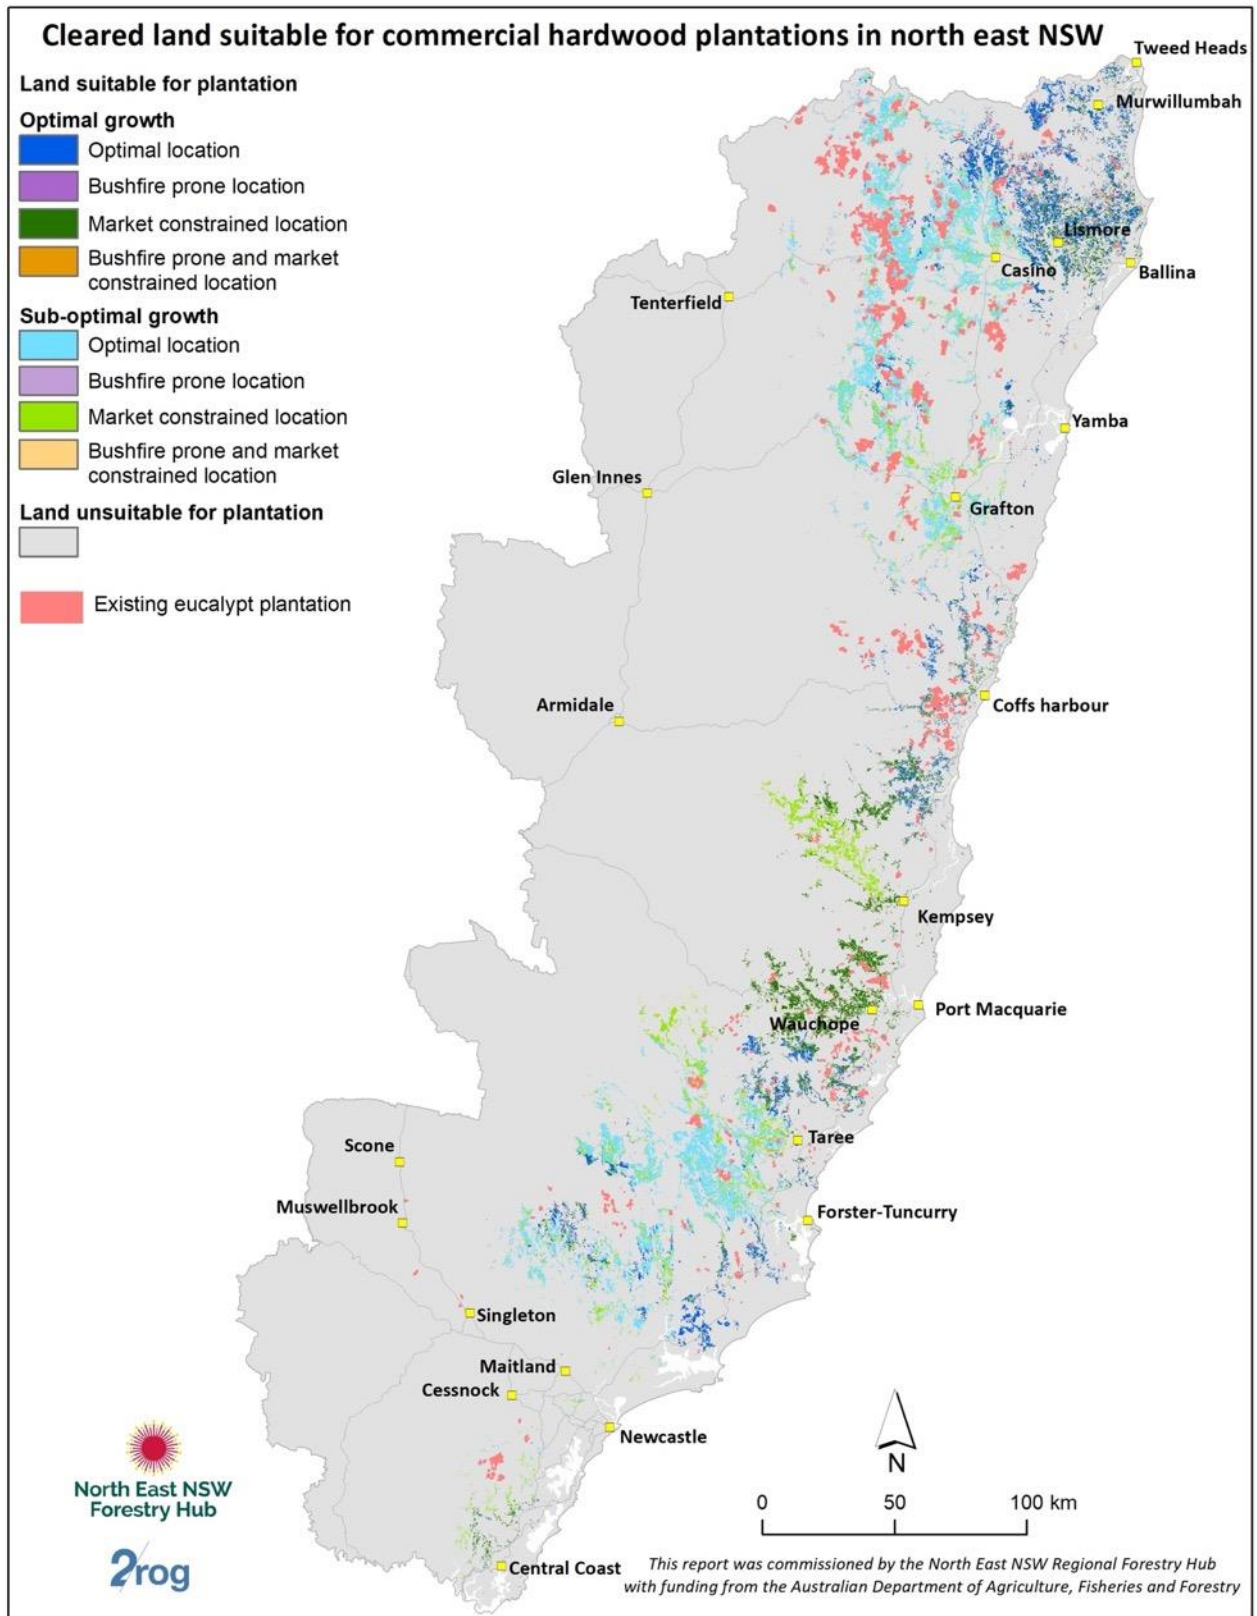 Cleared land suitable for commercial hardwood plantations in north east NSW
Land suitable for plantation
Optimal growth
Optimal location
Bushfire prone location
Market constrained location
Bushfire prone and market
constrained location
Sub-optimal growth
Optimal location
Bushfire prone location
Market constrained location
Bushfire prone and market
constrained location
Land unsuitable for plantation
Existing eucalypt plantation
Tweed Heads
Murwillumbah
Lismore
Casino
Ballina
Tenterfield
Yamba
Glen Innes
Grafton
Armidale
Coffs harbour
Kempsey
Port Macquarie
Wauchope
Taree
Scone
Muswellbrook
Forster-Tuncurry
Singleton
Maitland
Cessnock
Newcastle
Central Coast
North East NSW
Forestry Hub
2rog
N
0 50 100 km
This report was commissioned by the North East NSW Regional Forestry Hub
with funding from the Australian Department of Agriculture, Fisheries and Forestry